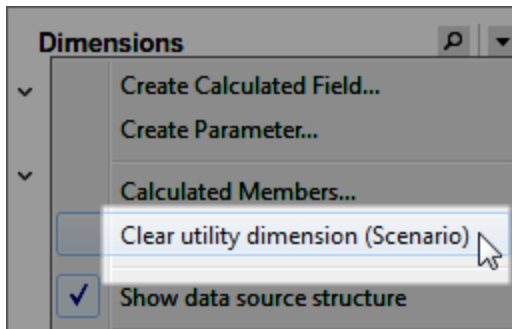 Dimensions
Create Calculated Field...
Create Parameter...
Calculated Members...
Clear utility dimension (Scenario)
Show data source structure